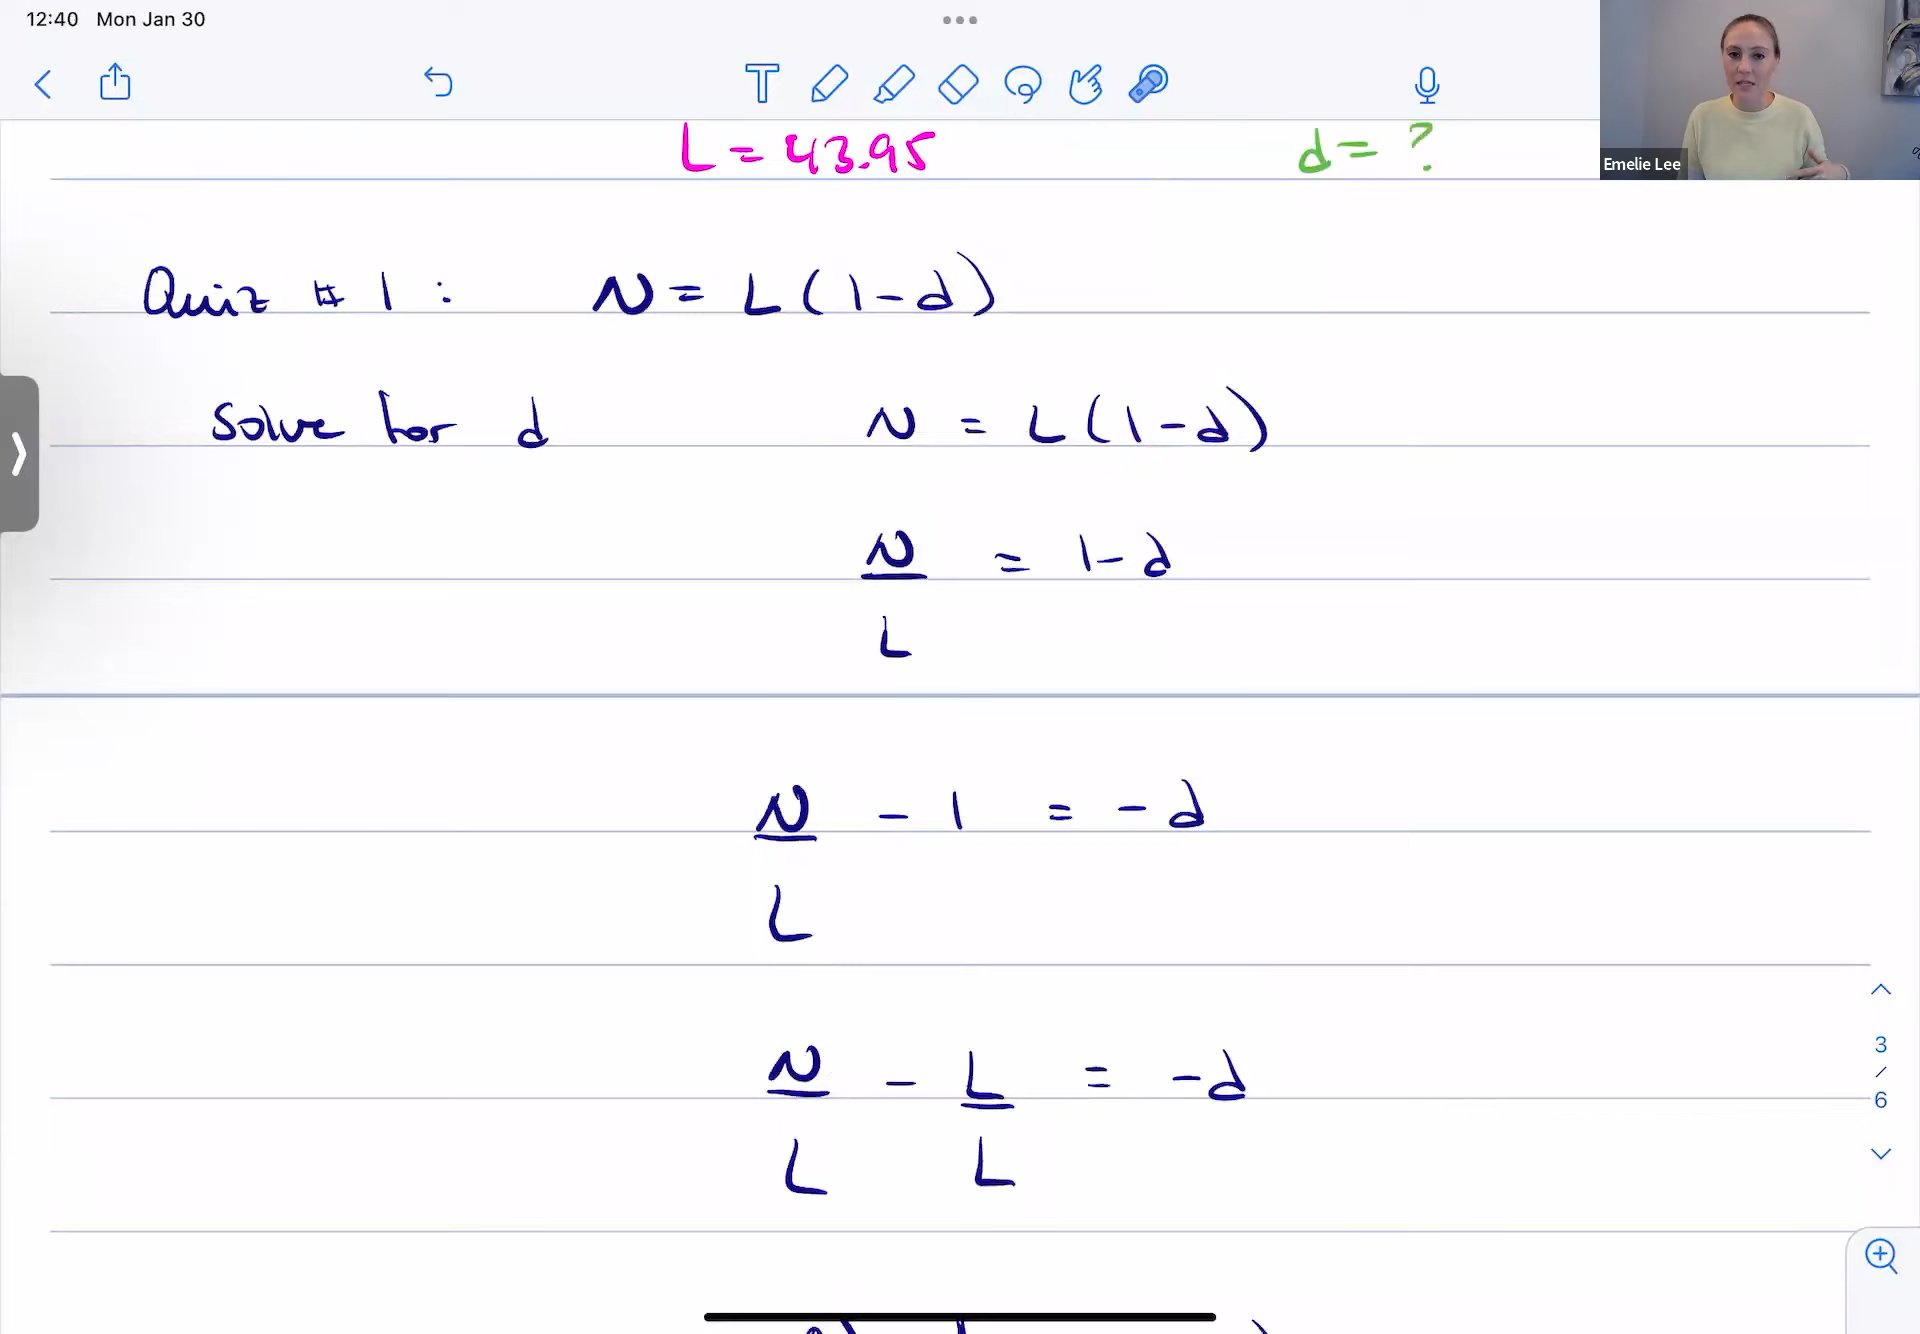 12:40 Mon Jan 30
Emelie Lee
L = 43.95 d = ?
Quiz # 1 : N = L(1-d)
Solve for d N = L(1-d)
N/L = 1-d
N/L - 1 = -d
N/L - L/L = -d
3
/
6